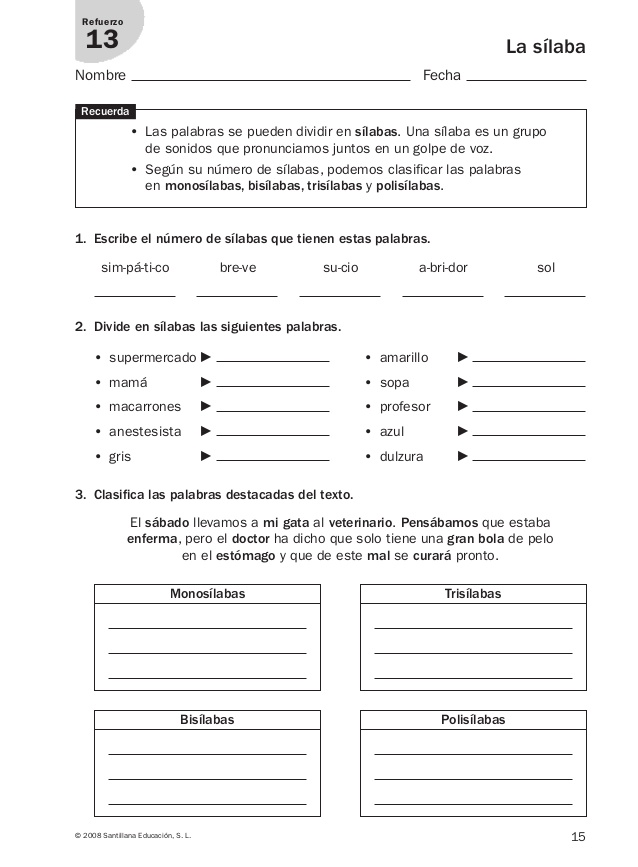 Refuerzo
13
La sílaba
Nombre Fecha
Recuerda
• Las palabras se pueden dividir en sílabas. Una sílaba es un grupo
de sonidos que pronunciamos juntos en un golpe de voz.
• Según su número de sílabas, podemos clasificar las palabras
en monosílabas, bisílabas, trisílabas y polisílabas.
1. Escribe el número de sílabas que tienen estas palabras.
sim-pá-ti-co bre-ve su-cio a-bri-dor sol
2. Divide en sílabas las siguientes palabras.
• supermercado ▶ • amarillo ▶
• mamá ▶ • sopa ▶
• macarrones ▶ • profesor ▶
• anestesista ▶ • azul ▶
• gris ▶ • dulzura ▶
3. Clasifica las palabras destacadas del texto.
El sábado llevamos a mi gata al veterinario. Pensábamos que estaba
enferma, pero el doctor ha dicho que solo tiene una gran bola de pelo
en el estómago y que de este mal se curará pronto.
Monosílabas Trisílabas
Bisílabas Polisílabas
© 2008 Santillana Educación, S. L. 15